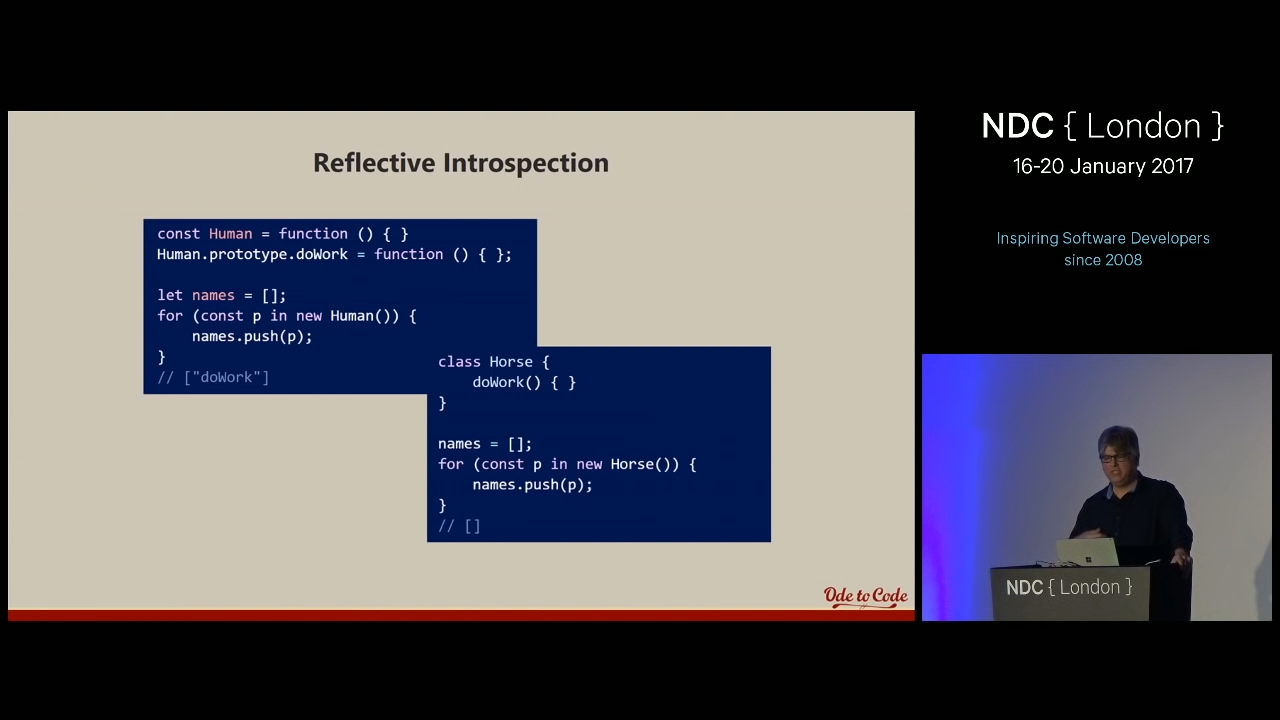 Reflective Introspection
const Human = function () { }
Human.prototype.doWork = function () { };
let names = [];
for (const p in new Human()) {
names.push(p);
}
// ["doWork"]
class Horse {
doWork() { }
}
names = [];
for (const p in new Horse()) {
names.push(p);
}
// []
Ode to Code
NDC { London }
16-20 January 2017
Inspiring Software Developers
since 2008
NDC { London }